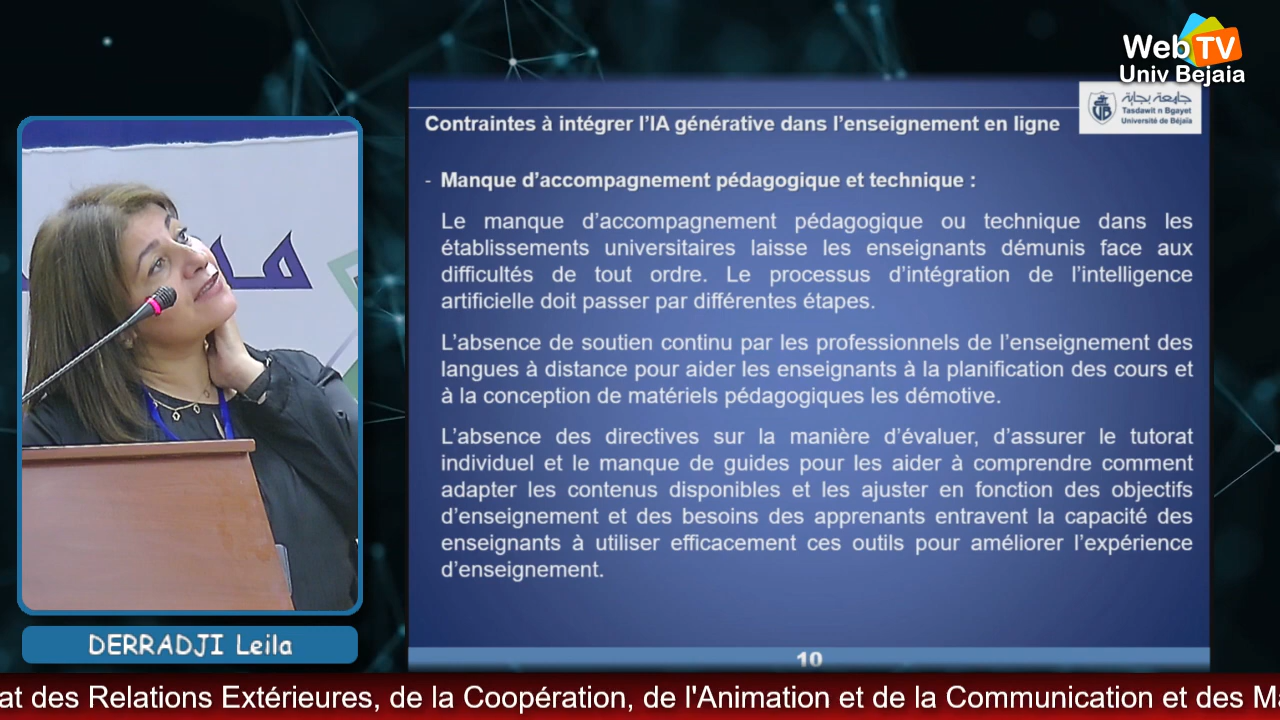 Web TV
Univ Bejaia
جامعة بجاية
Tasdawit n Bgayet
Université de Béjaïa
Contraintes à intégrer l’IA générative dans l’enseignement en ligne
- Manque d’accompagnement pédagogique et technique :
Le manque d’accompagnement pédagogique ou technique dans les
établissements universitaires laisse les enseignants démunis face aux
difficultés de tout ordre. Le processus d’intégration de l’intelligence
artificielle doit passer par différentes étapes.
L’absence de soutien continu par les professionnels de l’enseignement des
langues à distance pour aider les enseignants à la planification des cours et
à la conception de matériels pédagogiques les démotive.
L’absence des directives sur la manière d’évaluer, d’assurer le tutorat
individuel et le manque de guides pour les aider à comprendre comment
adapter les contenus disponibles et les ajuster en fonction des objectifs
d’enseignement et des besoins des apprenants entravent la capacité des
enseignants à utiliser efficacement ces outils pour améliorer l’expérience
d’enseignement.
10
DERRADJI Leila
at des Relations Extérieures, de la Coopération, de l'Animation et de la Communication et des Ma